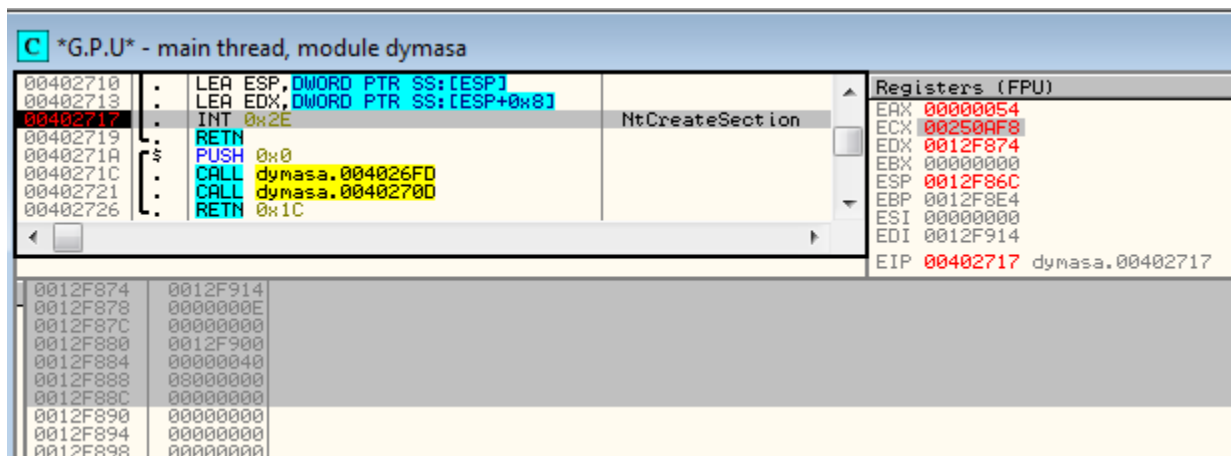 C *G.P.U* - main thread, module dymasa
00402710 . LEA ESP,DWORD PTR SS:[ESP]
00402713 . LEA EDX,DWORD PTR SS:[ESP+0x8]
00402717 . INT 0x2E NtCreateSection
00402719 . RETN
0040271A $ PUSH 0x0
0040271C . CALL dymasa.004026FD
00402721 . CALL dymasa.0040270D
00402726 . RETN 0x1C
Registers (FPU)
EAX 00000054
ECX 00250AF8
EDX 0012F874
EBX 00000000
ESP 0012F86C
EBP 0012F8E4
ESI 00000000
EDI 0012F914
EIP 00402717 dymasa.00402717
0012F874 0012F914
0012F878 0000000E
0012F87C 00000000
0012F880 0012F900
0012F884 00000040
0012F888 08000000
0012F88C 00000000
0012F890 00000000
0012F894 00000000
0012F898 00000000